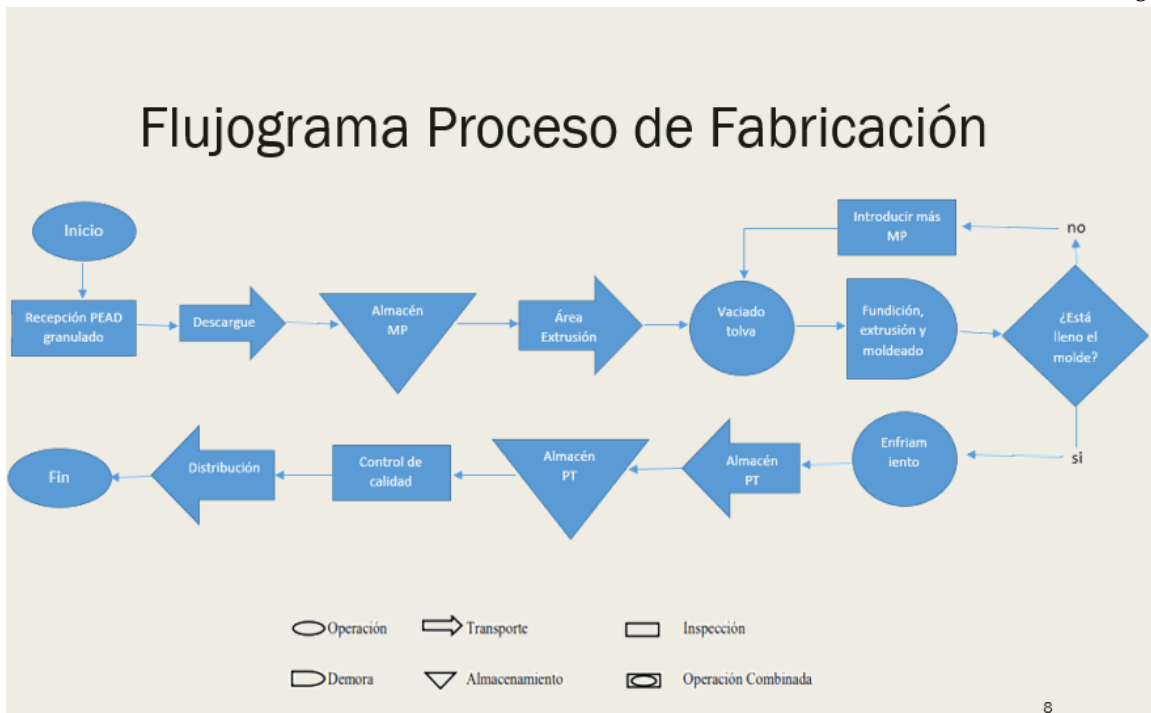 Flujograma Proceso de Fabricación
Inicio
Introducir más
MP
no
Recepción PEAD
granulado
Descargue
Almacén
MP
Área
Extrusión
Vaciado
tolva
Fundición,
extrusión y
moldeado
¿Está
lleno el
molde?
si
Enfriam
iento
Almacén
PT
Almacén
PT
Control de
calidad
Distribución
Fin
Operación
Transporte
Inspección
Demora
Almacenamiento
Operación Combinada
8